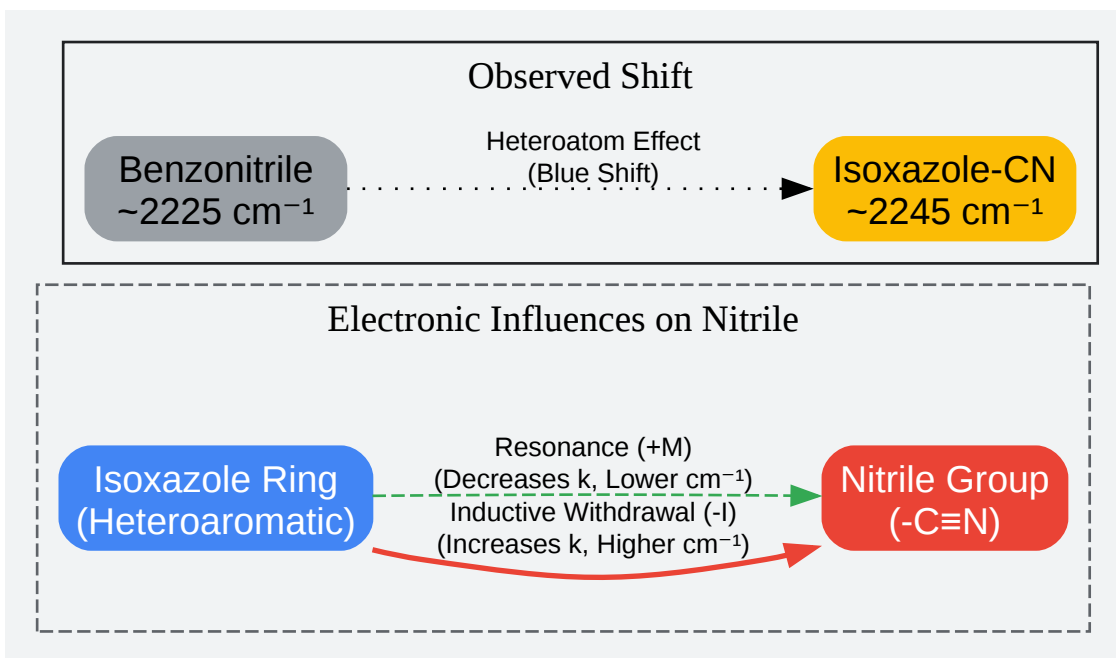 Observed Shift
Benzonitrile
~2225 cm⁻¹
Heteroatom Effect
(Blue Shift)
Isoxazole-CN
~2245 cm⁻¹
Electronic Influences on Nitrile
Isoxazole Ring
(Heteroaromatic)
Resonance (+M)
(Decreases k, Lower cm⁻¹)
Inductive Withdrawal (-I)
(Increases k, Higher cm⁻¹)
Nitrile Group
(-C≡N)